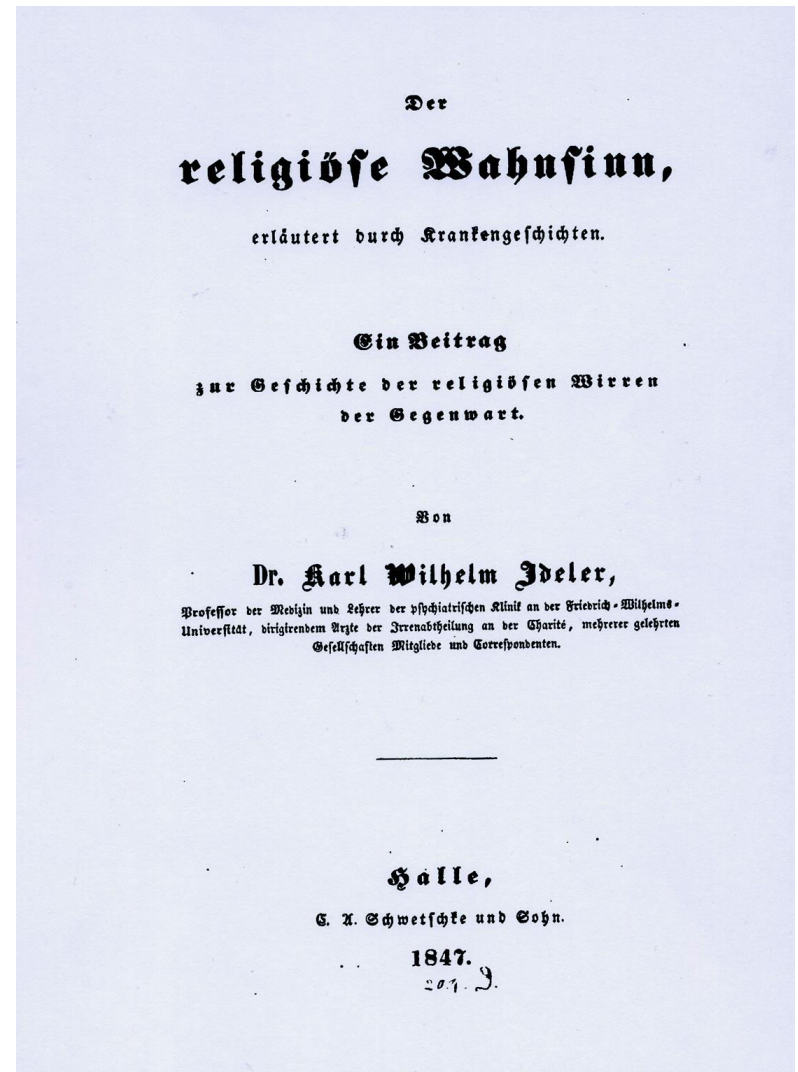 Der
religiöſe Wahnſinn,
erläutert durch Krankengeſchichten.
Ein Beitrag
zur Geſchichte der religiöſen Wirren
der Gegenwart.
Von
Dr. Karl Wilhelm Ideler,
Profeſſor der Medizin und Lehrer der pſychiatriſchen Klinik an der Friedrich-Wilhelms-
Univerſität, dirigirendem Arzte der Irrenabtheilung an der Charité, mehrerer gelehrten
Geſellſchaften Mitgliede und Correſpondenten.
Halle,
C. A. Schwetſchke und Sohn.
1847.